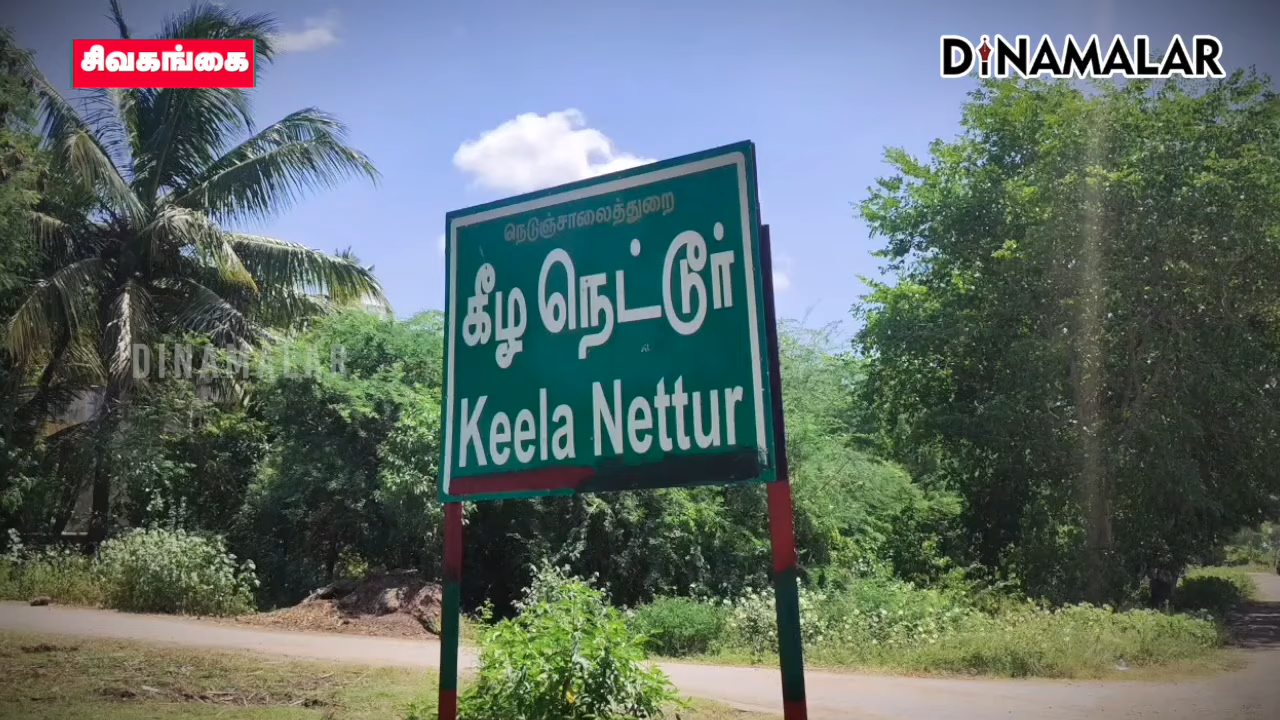 சிவகங்கை
DINAMALAR
நெடுஞ்சாலைத்துறை
கீழ நெட்டூர்
DINAMALAR
Keela Nettur